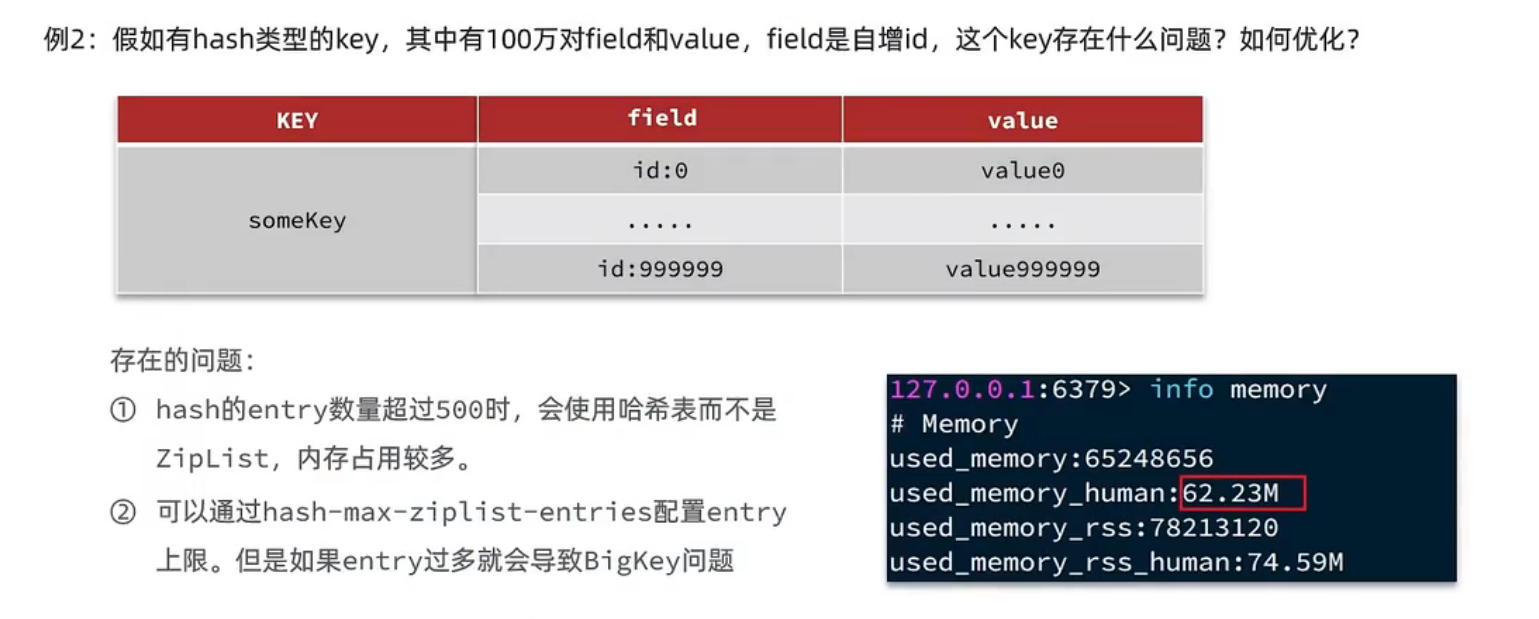 例2：假如有hash类型的key，其中有100万对field和value，field是自增id，这个key存在什么问题？如何优化？
KEY field value
someKey
id:0 value0
..... .....
id:999999 value999999
存在的问题：
① hash的entry数量超过500时，会使用哈希表而不是
ZipList，内存占用较多。
② 可以通过hash-max-ziplist-entries配置entry
上限。但是如果entry过多就会导致BigKey问题
127.0.0.1:6379> info memory
# Memory
used_memory:65248656
used_memory_human:62.23M
used_memory_rss:78213120
used_memory_rss_human:74.59M